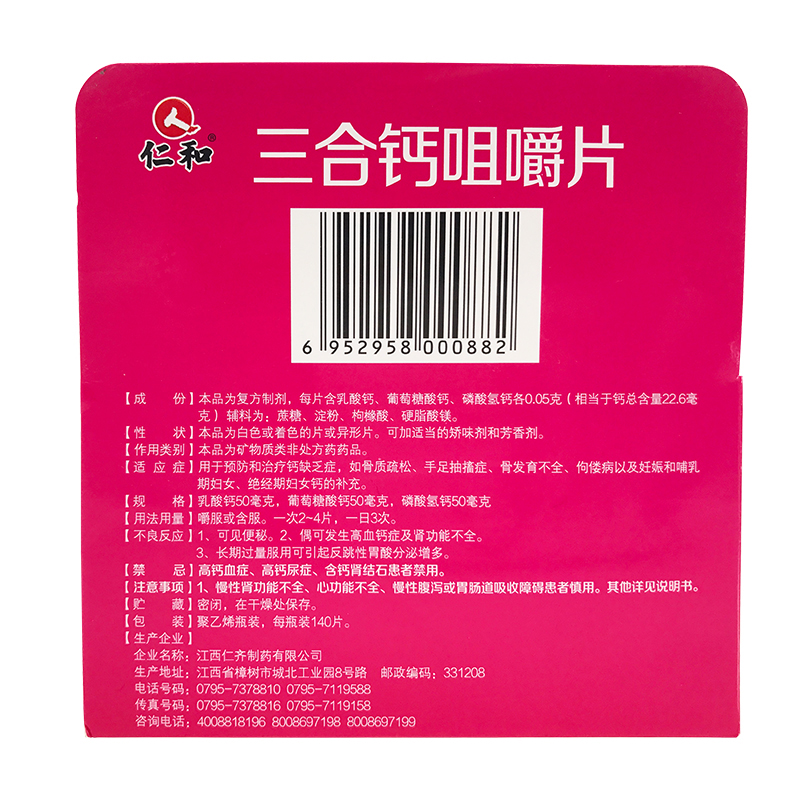 仁和®
三合钙咀嚼片
6 952958 000882
【成份】本品为复方制剂，每片含乳酸钙、葡萄糖酸钙、磷酸氢钙各0.05克（相当于钙总含量22.6毫
克）辅料为：蔗糖、淀粉、枸橼酸、硬脂酸镁。
【性状】本品为白色或着色的片或异形片。可加适当的矫味剂和芳香剂。
【作用类别】本品为矿物质类非处方药药品。
【适应症】用于预防和治疗钙缺乏症，如骨质疏松、手足抽搐症、骨发育不全、佝偻病以及妊娠和哺乳
期妇女、绝经期妇女钙的补充。
【规格】乳酸钙50毫克，葡萄糖酸钙50毫克，磷酸氢钙50毫克
【用法用量】嚼服或含服。一次2~4片，一日3次。
【不良反应】1、可见便秘。2、偶可发生高血钙症及肾功能不全。
3、长期过量服用可引起反跳性胃酸分泌增多。
【禁忌】高钙血症、高钙尿症、含钙肾结石患者禁用。
【注意事项】1、慢性肾功能不全、心功能不全、慢性腹泻或胃肠道吸收障碍患者慎用。其他详见说明书。
【贮藏】密闭，在干燥处保存。
【包装】聚乙烯瓶装，每瓶装140片。
【生产企业】
企业名称：江西仁齐制药有限公司
生产地址：江西省樟树市城北工业园8号路 邮政编码：331208
电话号码：0795-7378810 0795-7119588
传真号码：0795-7378816 0795-7119158
咨询电话：4008818196 8008697198 8008697199